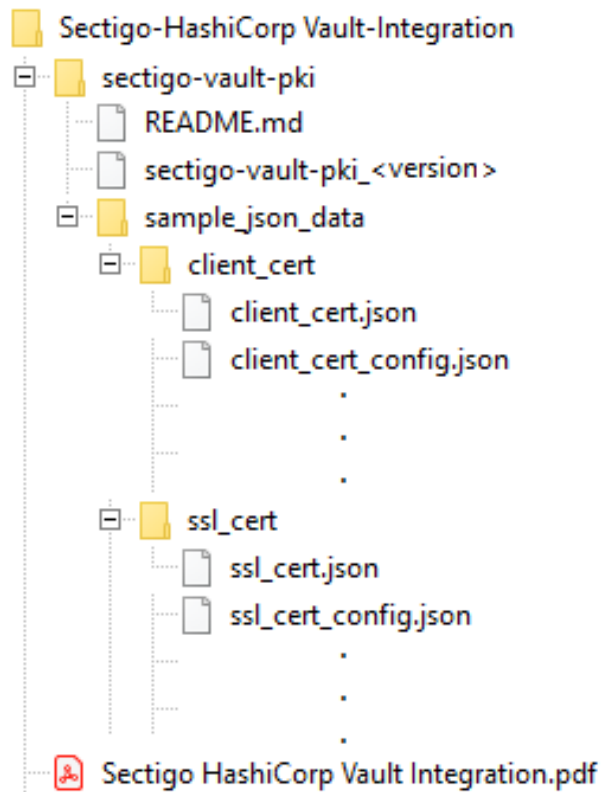 Sectigo-HashiCorp Vault-Integration
sectigo-vault-pki
README.md
sectigo-vault-pki_<version>
sample_json_data
client_cert
client_cert.json
client_cert_config.json
.
.
.
ssl_cert
ssl_cert.json
ssl_cert_config.json
.
.
.
Sectigo HashiCorp Vault Integration.pdf